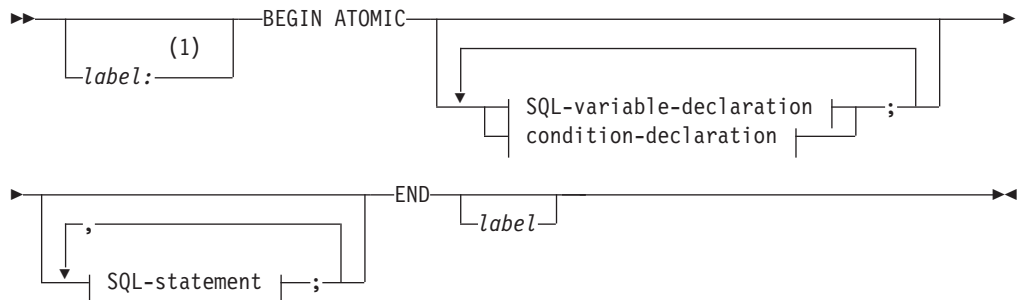 BEGIN ATOMIC
(1)
label:
SQL-variable-declaration ;
condition-declaration
END
label
,
SQL-statement ;